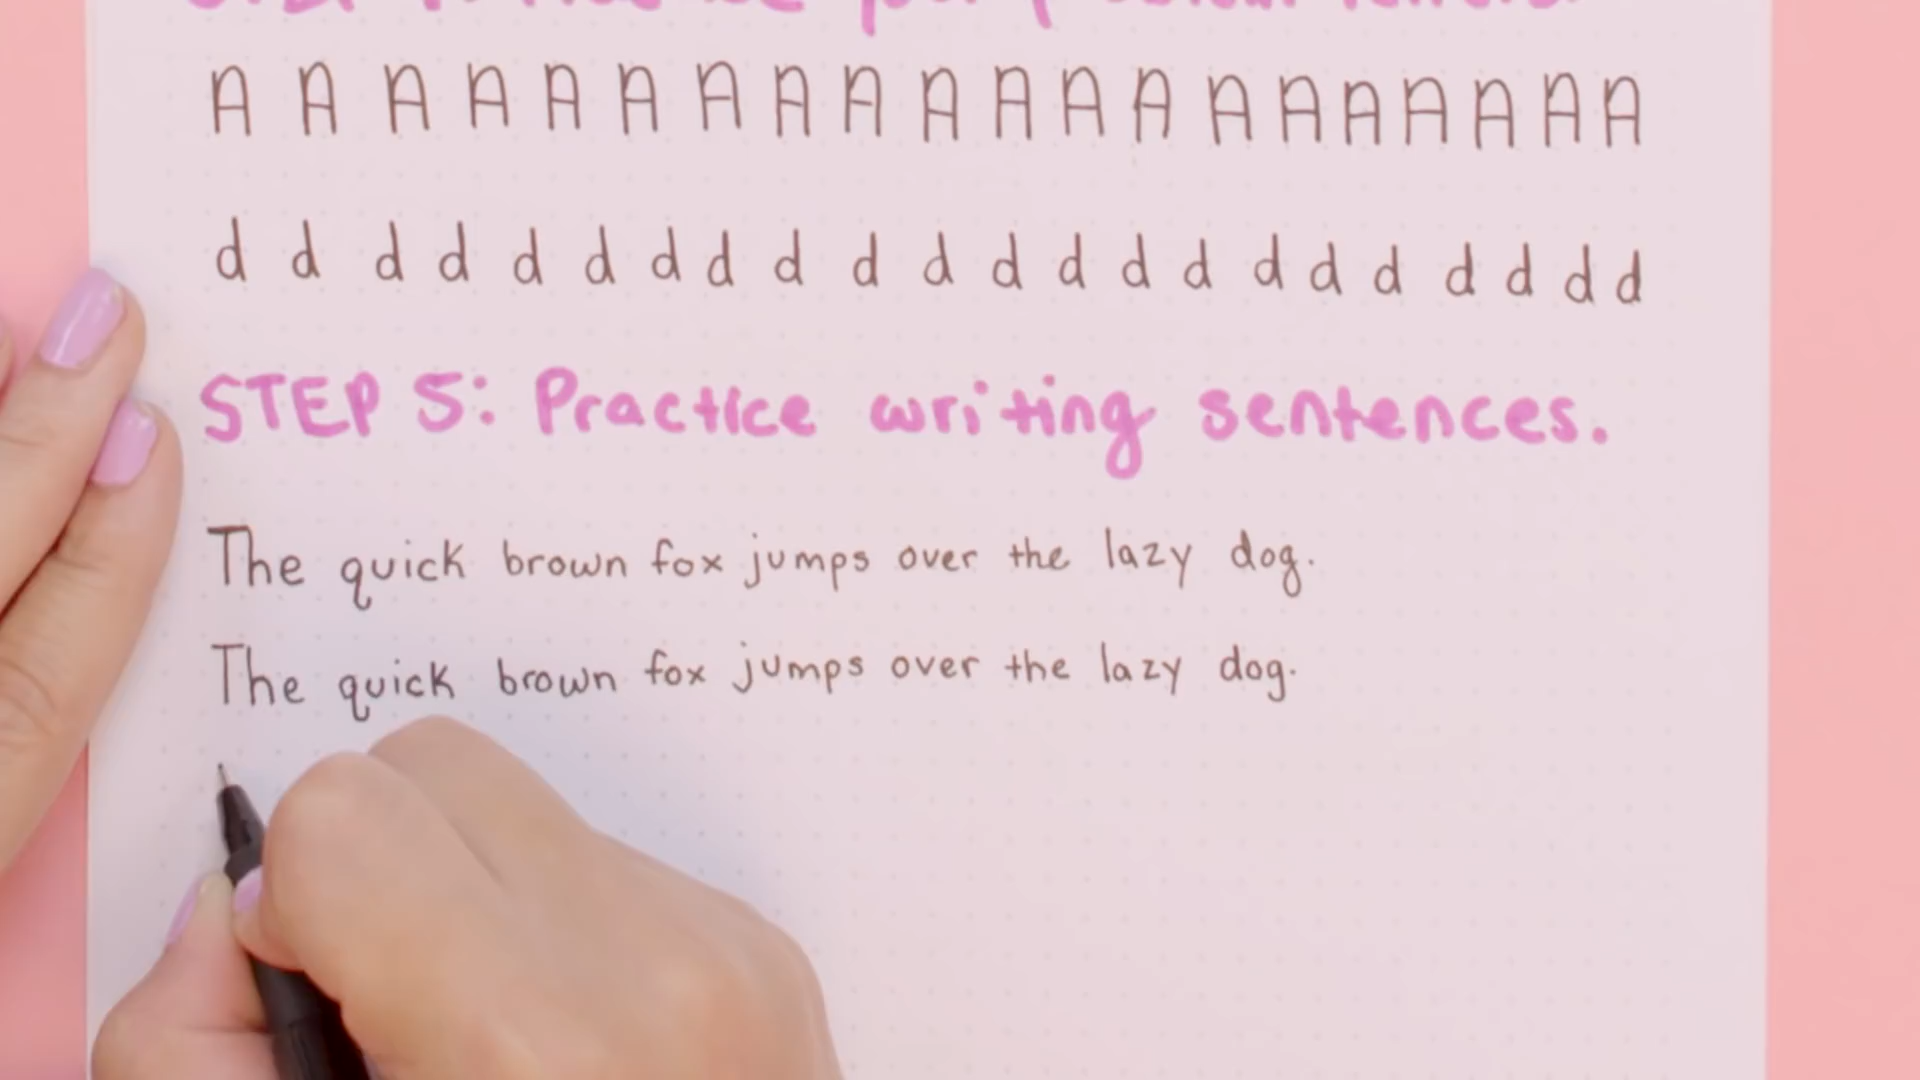 A A A A A A A A A A A A A A A A A A A A
d d d d d d d d d d d d d d d d d d d d d d
STEP 5: Practice writing sentences.
The quick brown fox jumps over the lazy dog.
The quick brown fox jumps over the lazy dog.